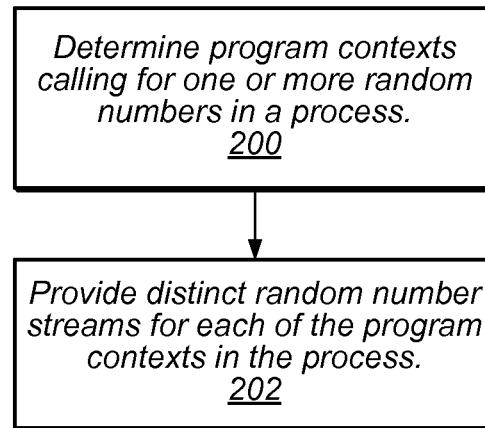 Determine program contexts
calling for one or more random
numbers in a process.
200
Provide distinct random number
streams for each of the program
contexts in the process.
202